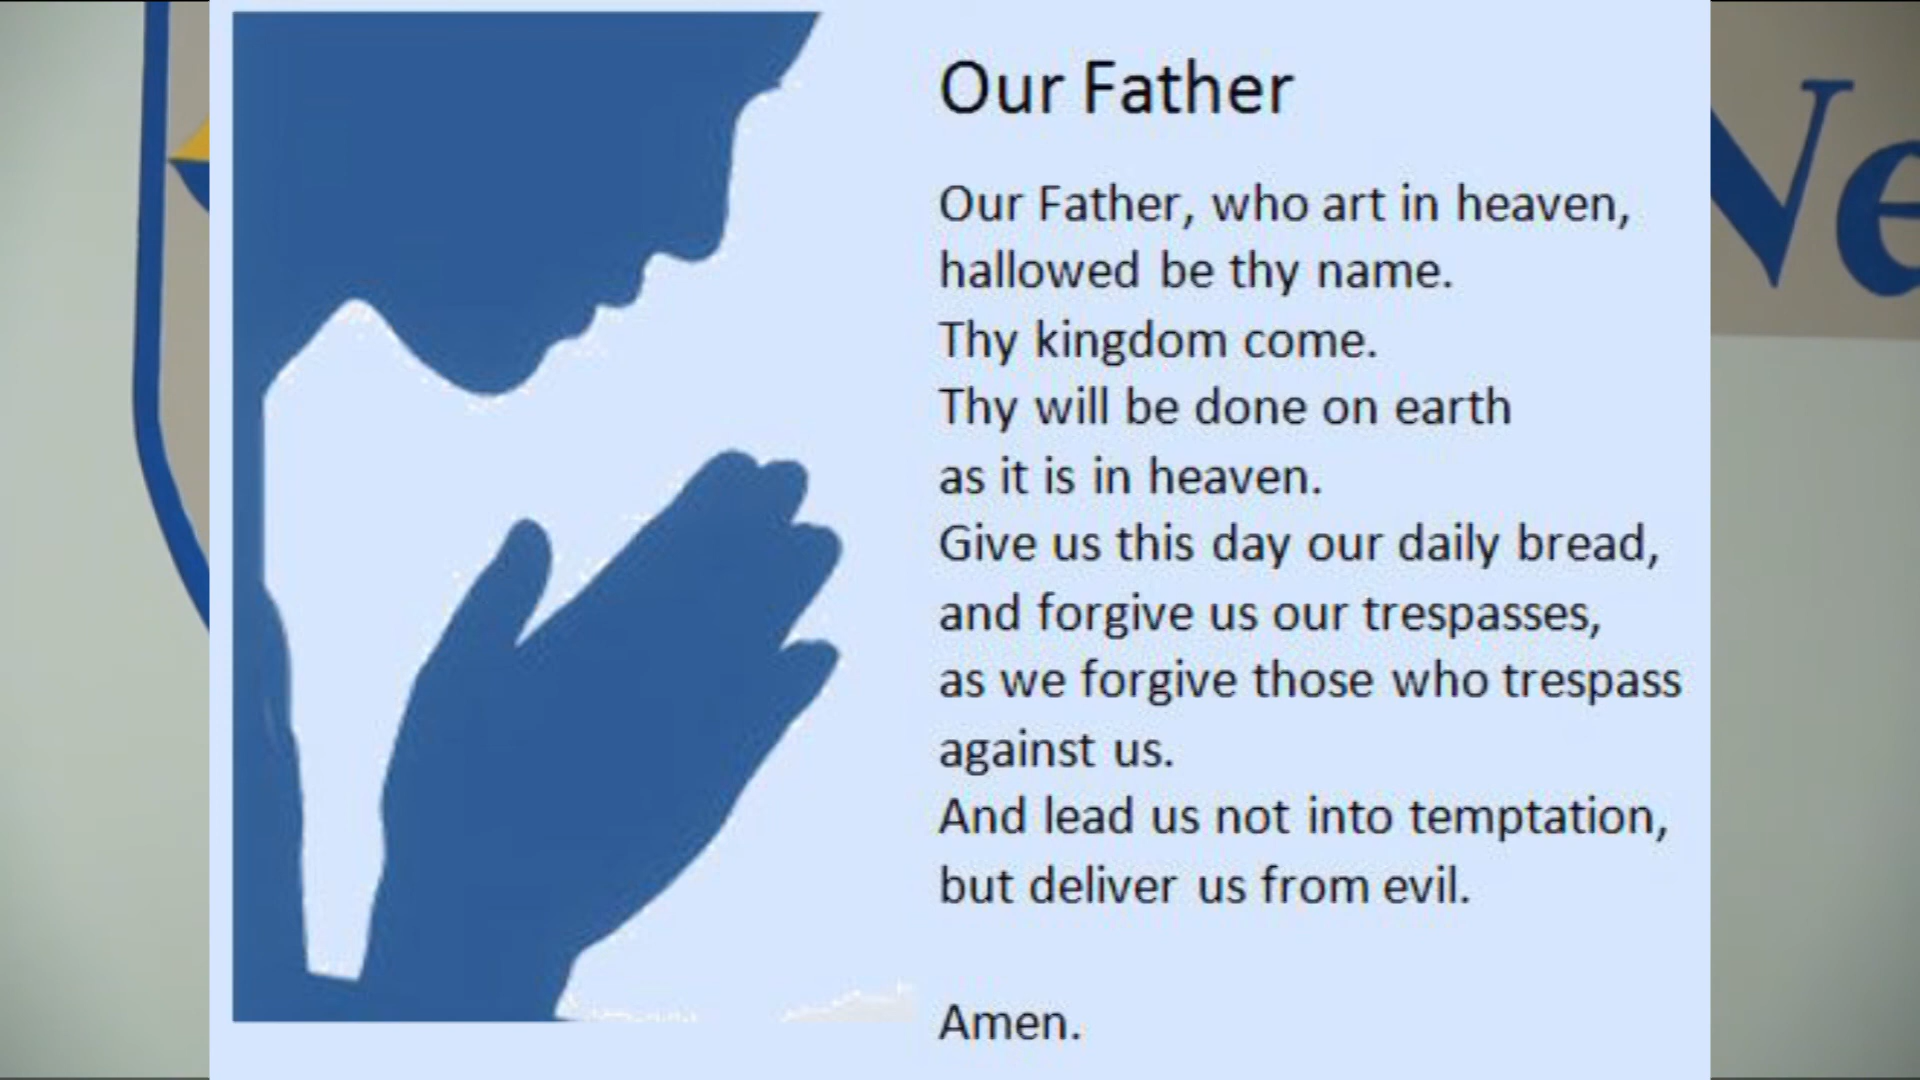 Our Father
Our Father, who art in heaven,
hallowed be thy name.
Thy kingdom come.
Thy will be done on earth
as it is in heaven.
Give us this day our daily bread,
and forgive us our trespasses,
as we forgive those who trespass
against us.
And lead us not into temptation,
but deliver us from evil.
Amen.
Ne